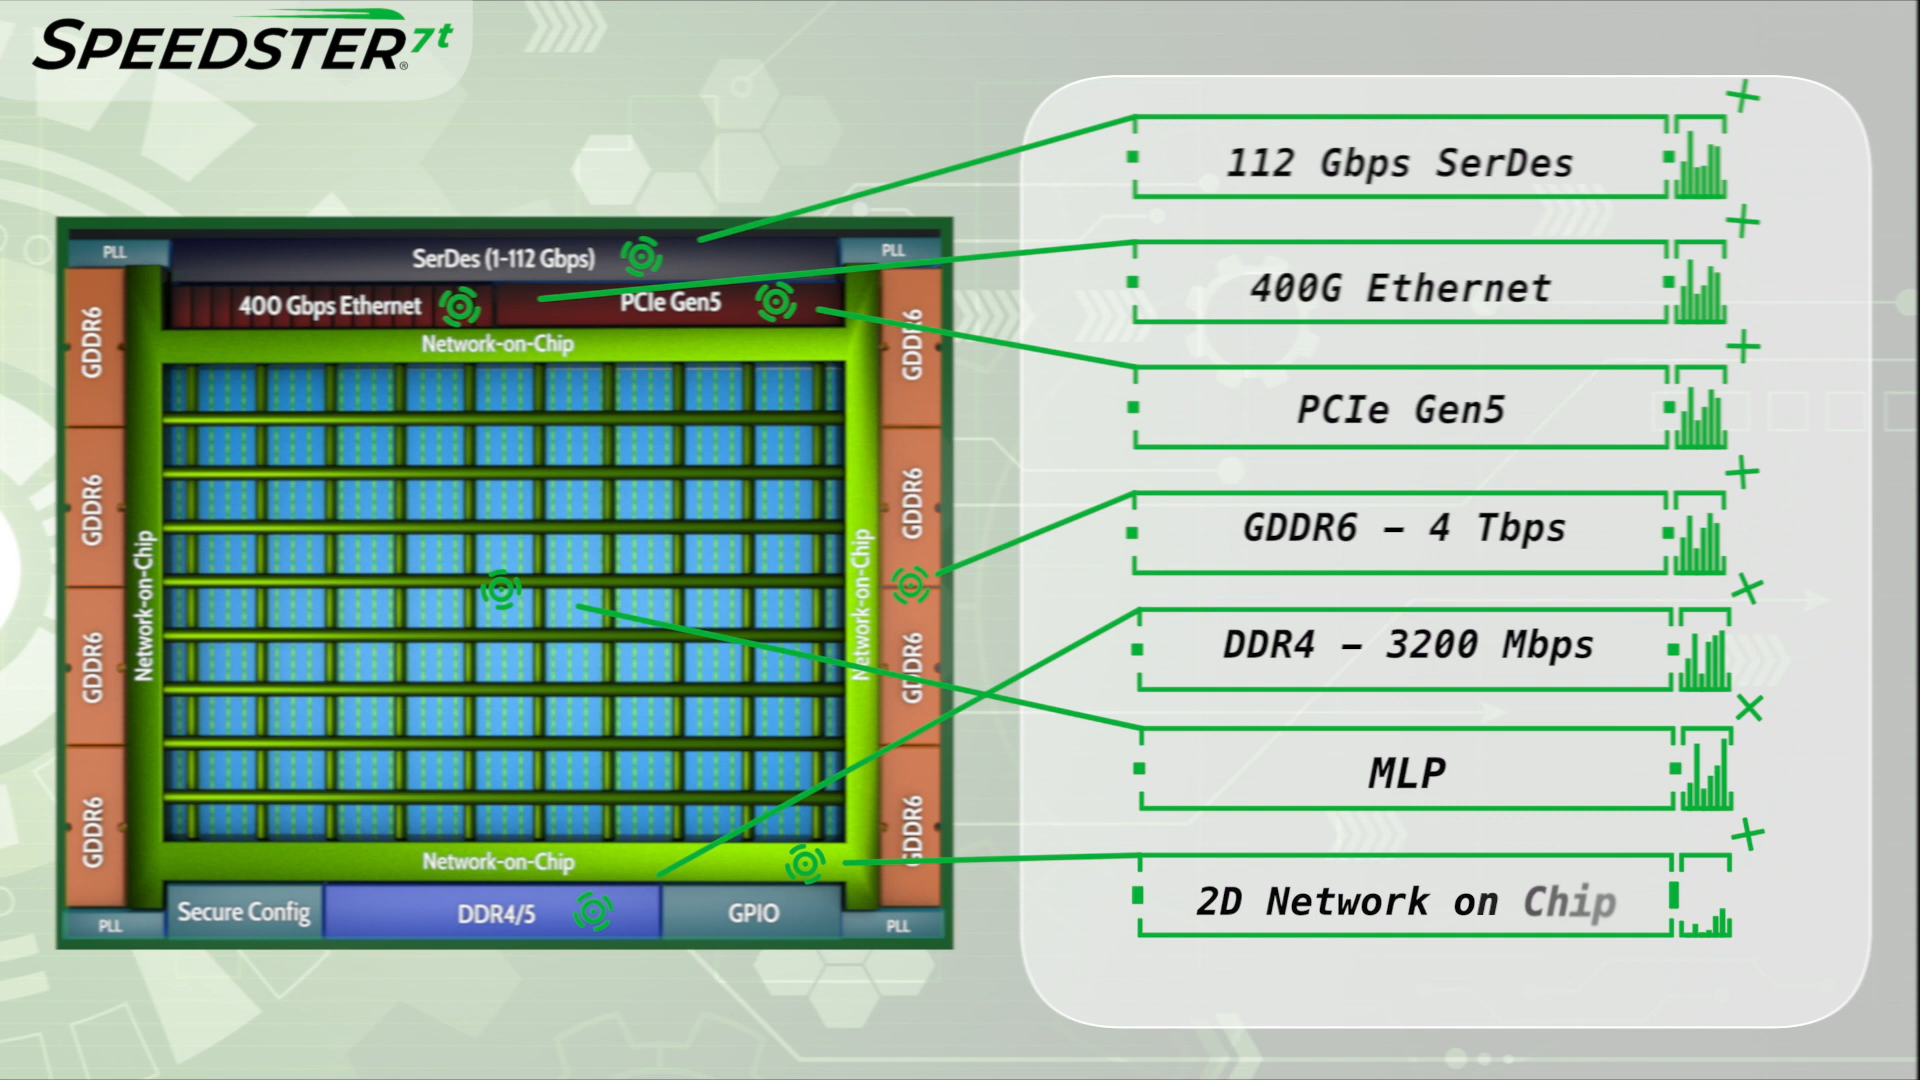 SPEEDSTER®7t
PLL
SerDes (1-112 Gbps)
PLL
400 Gbps Ethernet
PCIe Gen5
Network-on-Chip
GDDR6
GDDR6
GDDR6
GDDR6
Network-on-Chip
Network-on-Chip
GDDR6
GDDR6
GDDR6
GDDR6
Network-on-Chip
PLL
Secure Config
DDR4/5
GPIO
PLL
112 Gbps SerDes
400G Ethernet
PCIe Gen5
GDDR6 – 4 Tbps
DDR4 – 3200 Mbps
MLP
2D Network on Chip